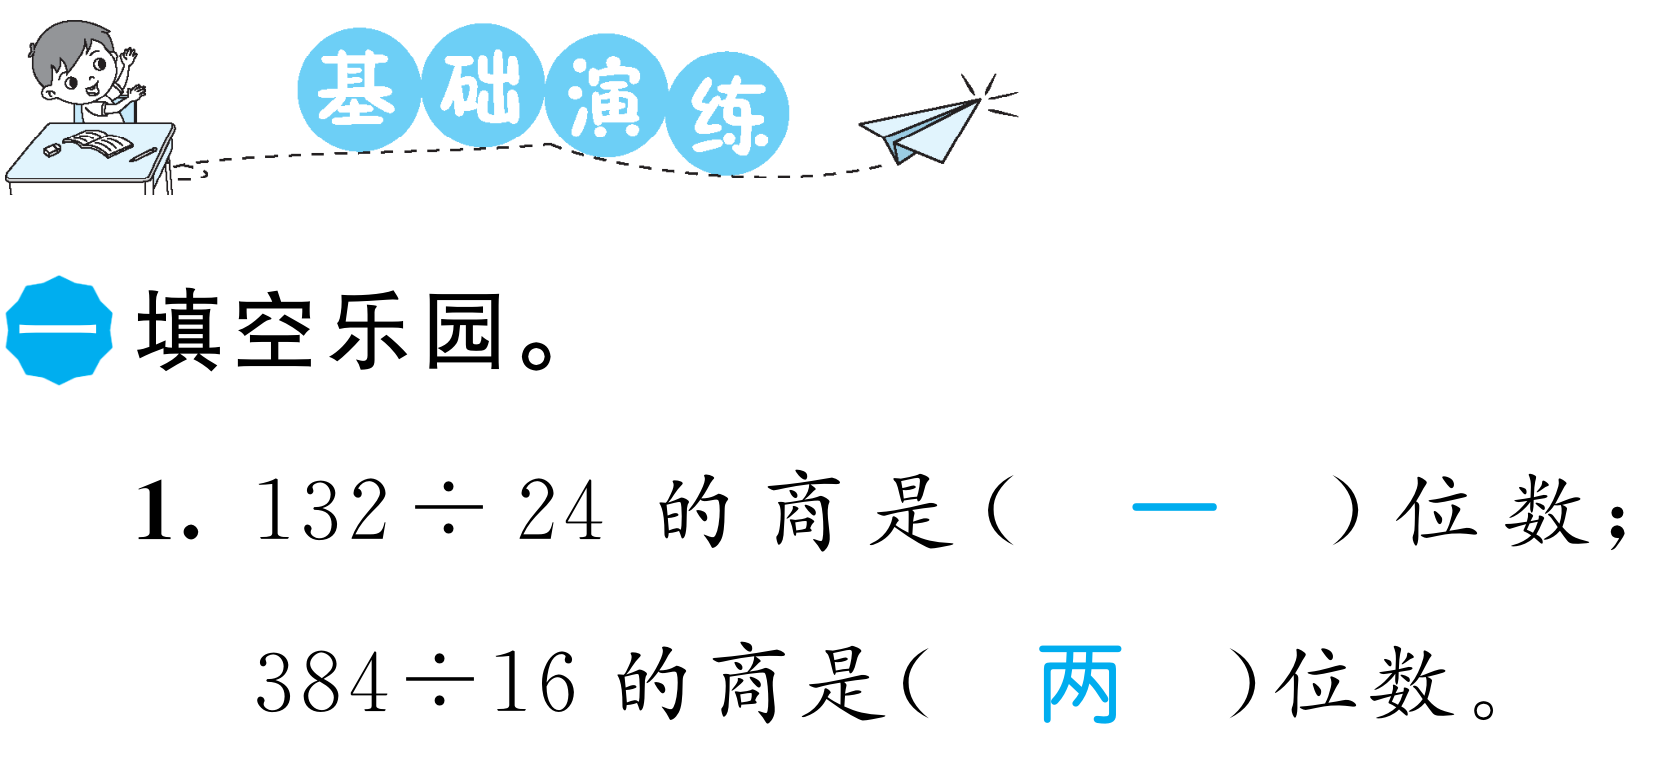 基础演练
一 填空乐园。
1. 132÷24 的商是( 一 )位数;
384÷16 的商是( 两 )位数。